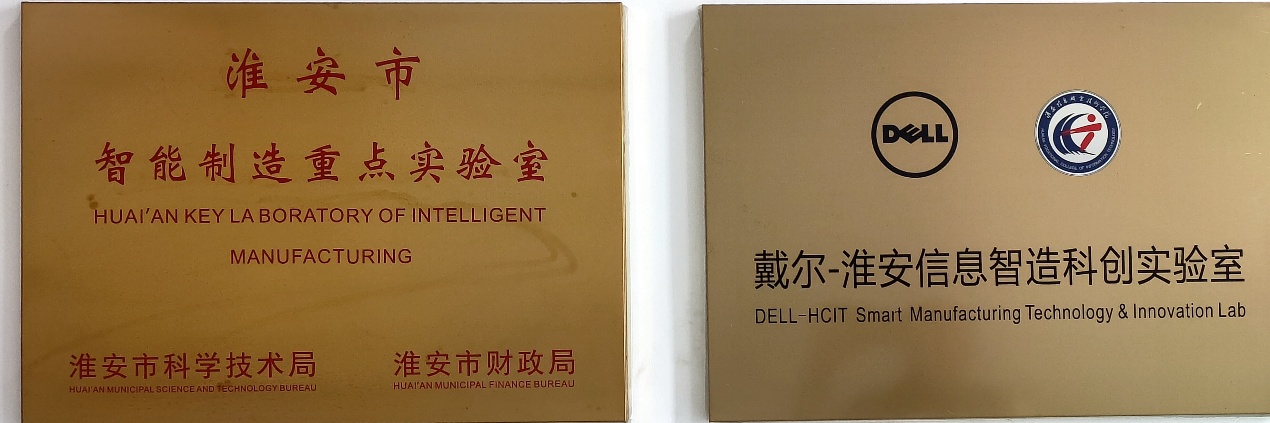 淮安市
智能制造重点实验室
HUAI'AN KEY LA BORATORY OF INTELLIGENT
MANUFACTURING
淮安市科学技术局
HUAI'AN MUNICIPAL SCIENCE AND TECHNOLOGY BUREAU
淮安市财政局
HUAI'AN MUNICIPAL FINANCE BUREAU
DELL
戴尔-淮安信息智造科创实验室
DELL-HCIT Smart Manufacturing Technology & Innovation Lab